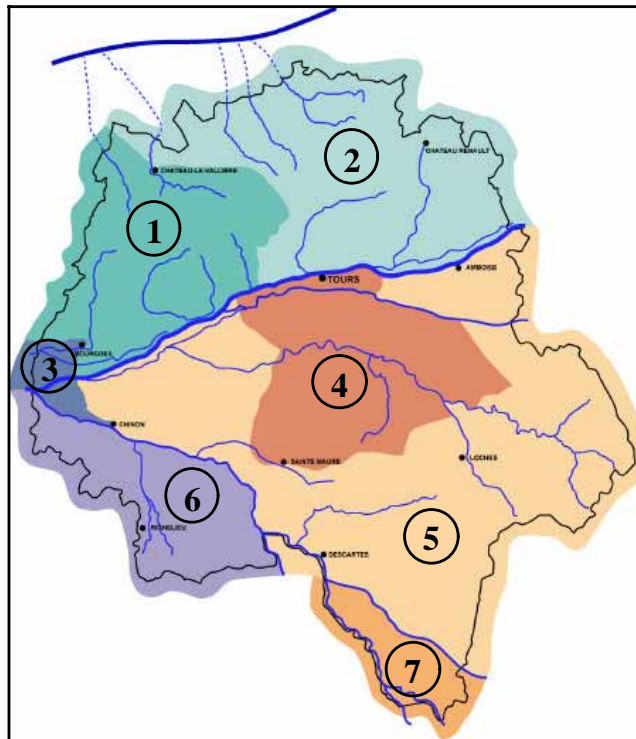 2
CHATEAU RENAULT
CHATEAU-LA-VALLIERE
1
TOURS
AMBOISE
BOURGUEIL
3
4
CHINON
SAINTE MAURE
LOCHES
6
RICHELIEU
5
DESCARTES
7